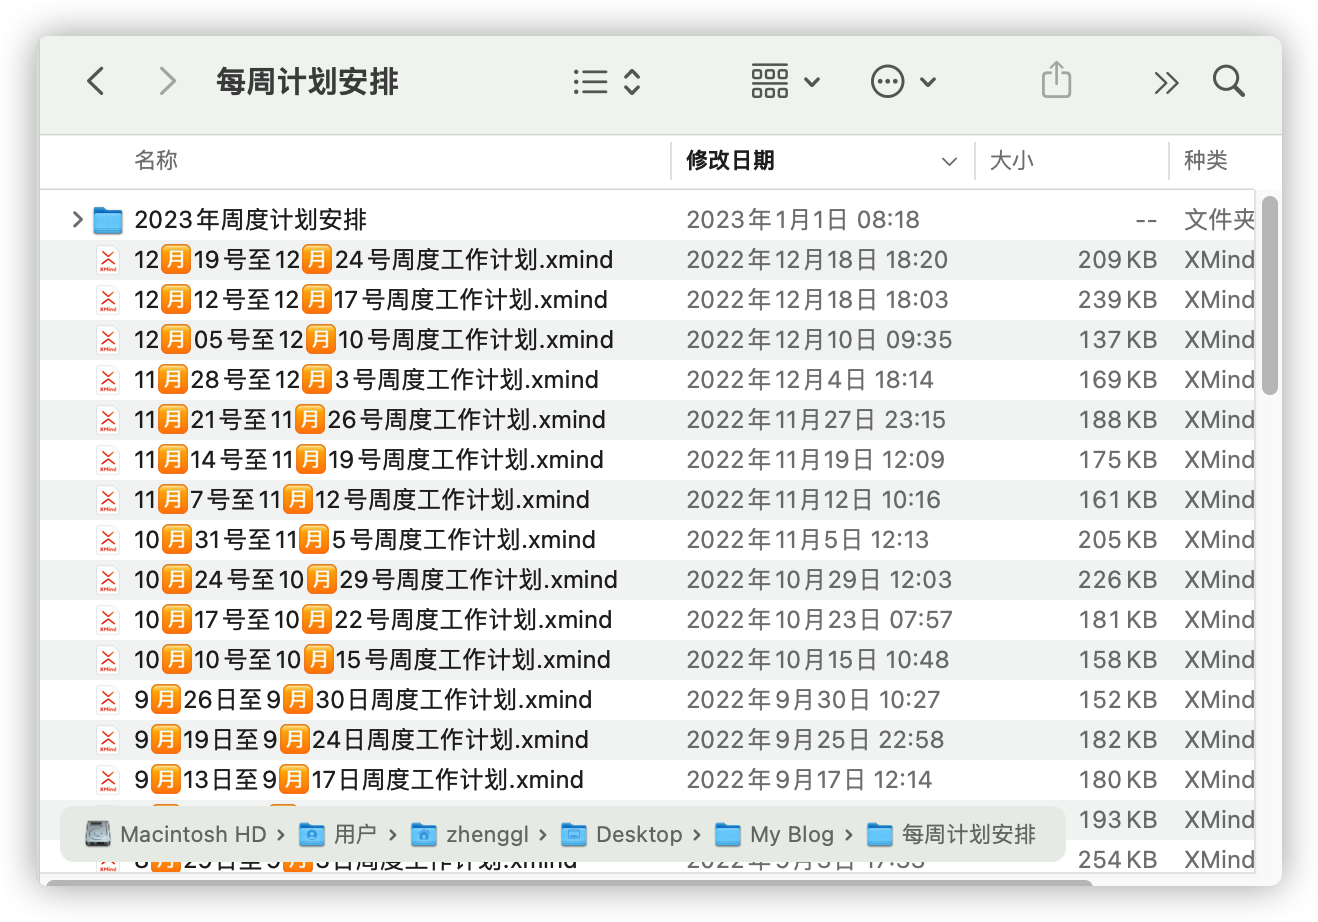 每周计划安排
名称 修改日期 大小 种类
2023年周度计划安排 2023年1月1日 08:18 -- 文件夹
12🈷️19号至12🈷️24号周度工作计划.xmind 2022年12月18日 18:20 209 KB XMind
12🈷️12号至12🈷️17号周度工作计划.xmind 2022年12月18日 18:03 239 KB XMind
12🈷️05号至12🈷️10号周度工作计划.xmind 2022年12月10日 09:35 137 KB XMind
11🈷️28号至12🈷️3号周度工作计划.xmind 2022年12月4日 18:14 169 KB XMind
11🈷️21号至11🈷️26号周度工作计划.xmind 2022年11月27日 23:15 188 KB XMind
11🈷️14号至11🈷️19号周度工作计划.xmind 2022年11月19日 12:09 175 KB XMind
11🈷️7号至11🈷️12号周度工作计划.xmind 2022年11月12日 10:16 161 KB XMind
10🈷️31号至11🈷️5号周度工作计划.xmind 2022年11月5日 12:13 205 KB XMind
10🈷️24号至10🈷️29号周度工作计划.xmind 2022年10月29日 12:03 226 KB XMind
10🈷️17号至10🈷️22号周度工作计划.xmind 2022年10月23日 07:57 181 KB XMind
10🈷️10号至10🈷️15号周度工作计划.xmind 2022年10月15日 10:48 158 KB XMind
9🈷️26日至9🈷️30日周度工作计划.xmind 2022年9月30日 10:27 152 KB XMind
9🈷️19日至9🈷️24日周度工作计划.xmind 2022年9月25日 22:58 182 KB XMind
9🈷️13日至9🈷️17日周度工作计划.xmind 2022年9月17日 12:14 180 KB XMind
193 KB XMind
Macintosh HD › 用户 › zhenggl › Desktop › My Blog › 每周计划安排
254 KB XMind